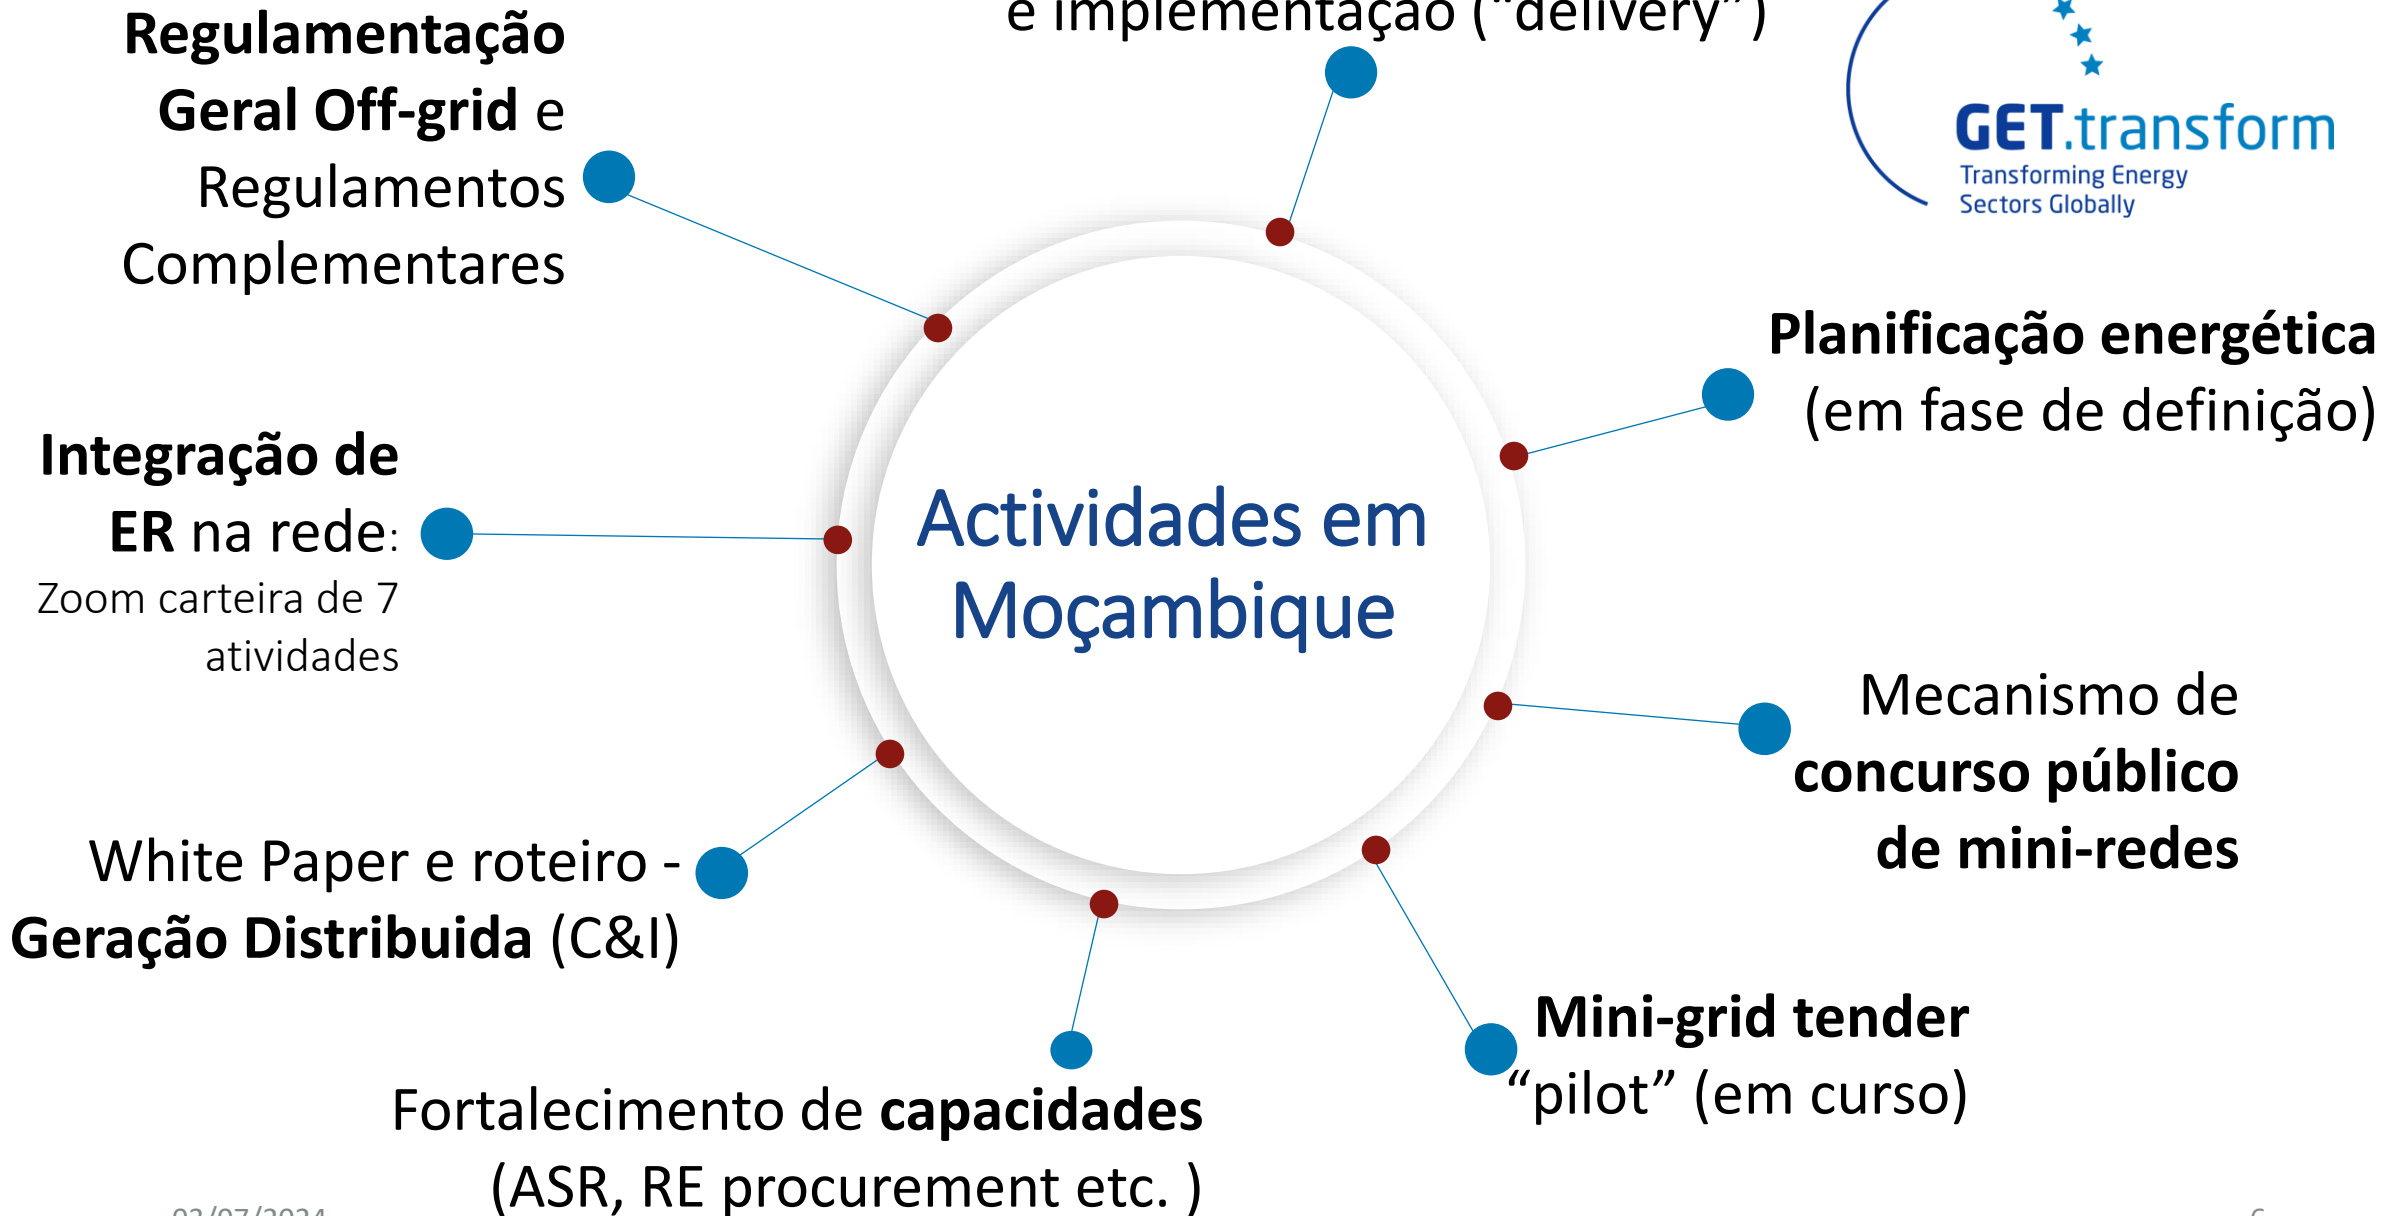 e implementação (“delivery”)
Regulamentação
Geral Off-grid e
Regulamentos
Complementares
GET.transform
Transforming Energy
Sectors Globally
Planificação energética
(em fase de definição)
Integração de
ER na rede:
Zoom carteira de 7
atividades
Actividades em
Moçambique
Mecanismo de
concurso público
de mini-redes
White Paper e roteiro -
Geração Distribuida (C&I)
Mini-grid tender
“pilot” (em curso)
Fortalecimento de capacidades
(ASR, RE procurement etc. )